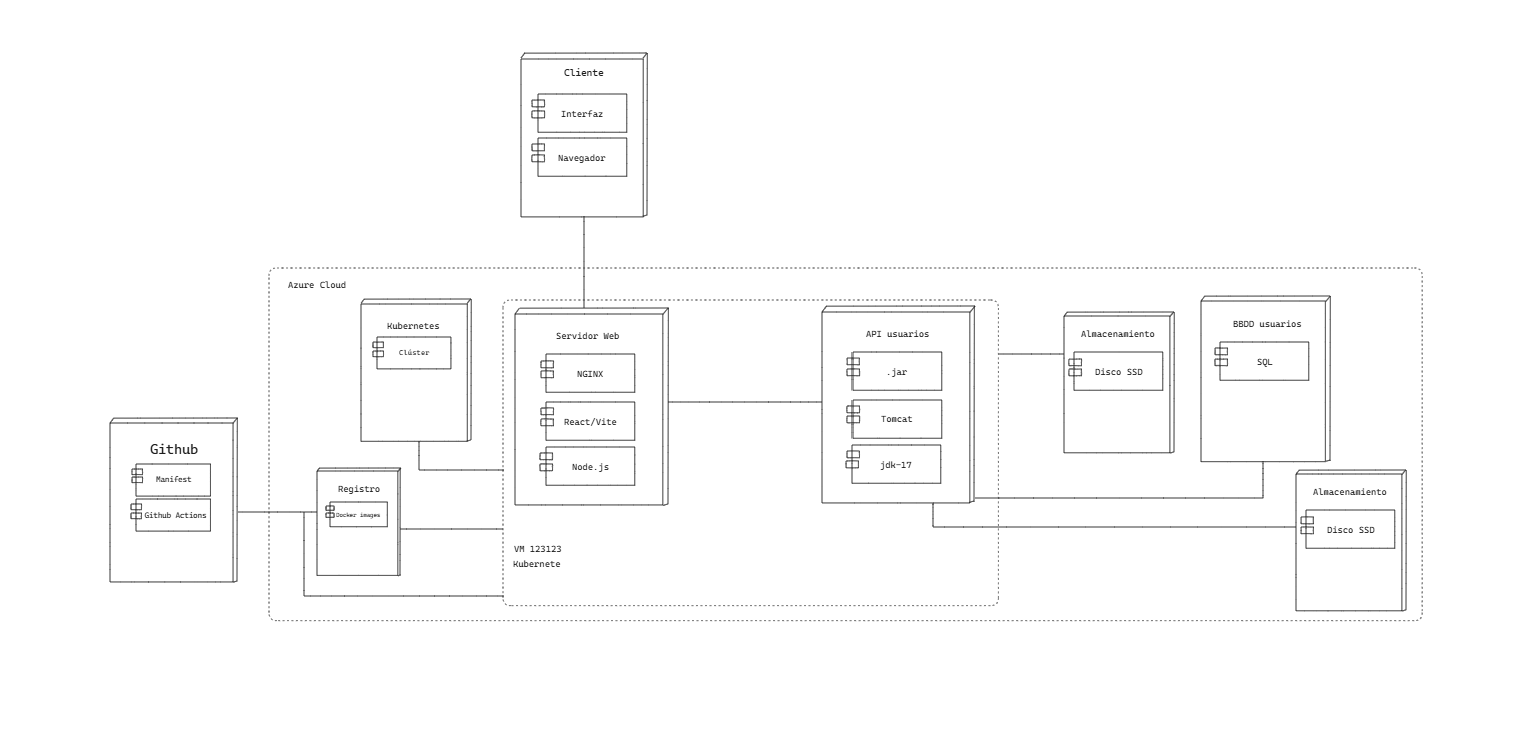 Cliente
Interfaz
Navegador
Azure Cloud
Kubernetes
Clúster
Servidor Web
NGINX
React/Vite
Node.js
API usuarios
.jar
Tomcat
jdk-17
Almacenamiento
Disco SSD
BBDD usuarios
SQL
Github
Manifest
Github Actions
Registro
Docker images
VM 123123
Kubernete
Almacenamiento
Disco SSD